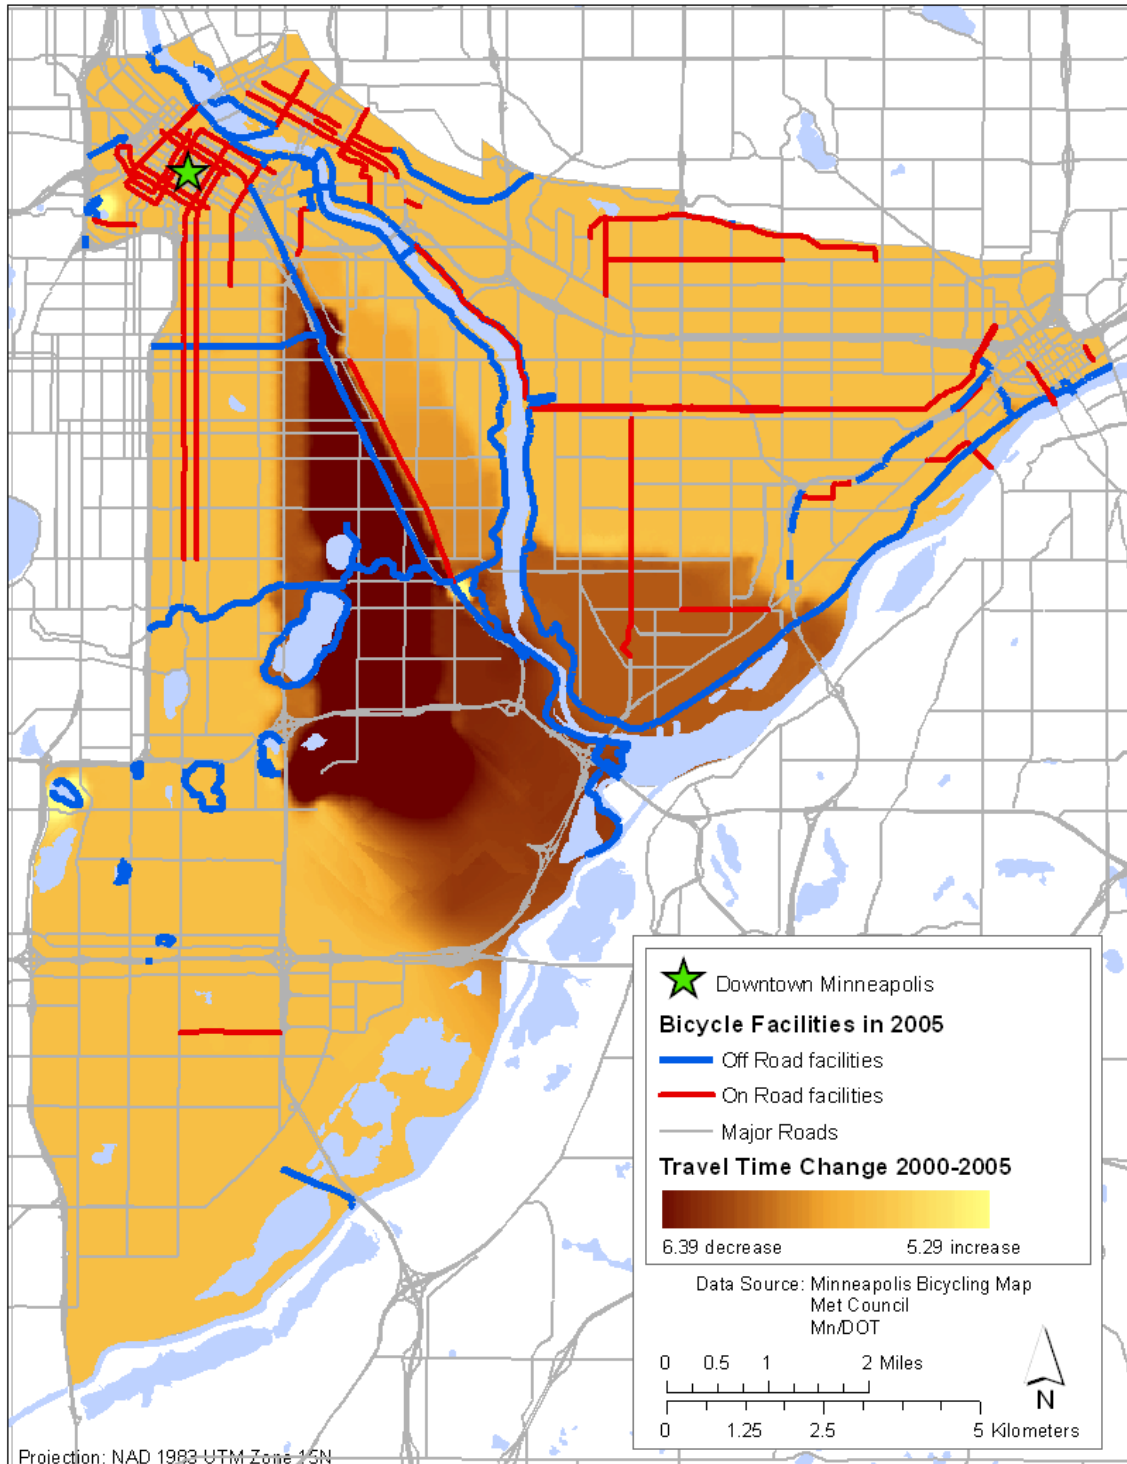 Downtown Minneapolis
Bicycle Facilities in 2005
Off Road facilities
On Road facilities
Major Roads
Travel Time Change 2000-2005
6.39 decrease 5.29 increase
Data Source: Minneapolis Bicycling Map
Met Council
Mn/DOT
0 0.5 1 2 Miles
0 1.25 2.5 5 Kilometers
N
Projection: NAD 1983 UTM Zone 15N